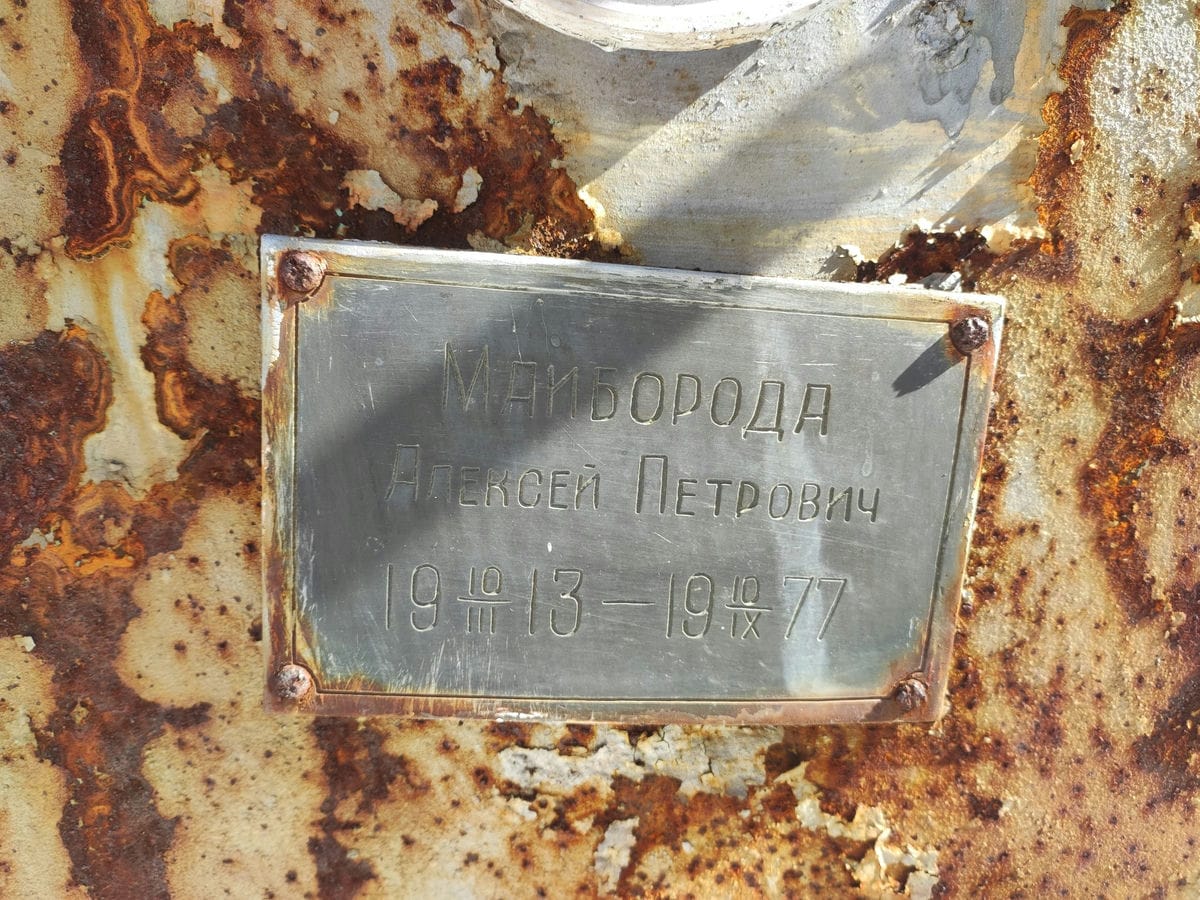 МАЙБОРОДА
АЛЕКСЕЙ ПЕТРОВИЧ
19 10/III 13 — 19 10/IX 77